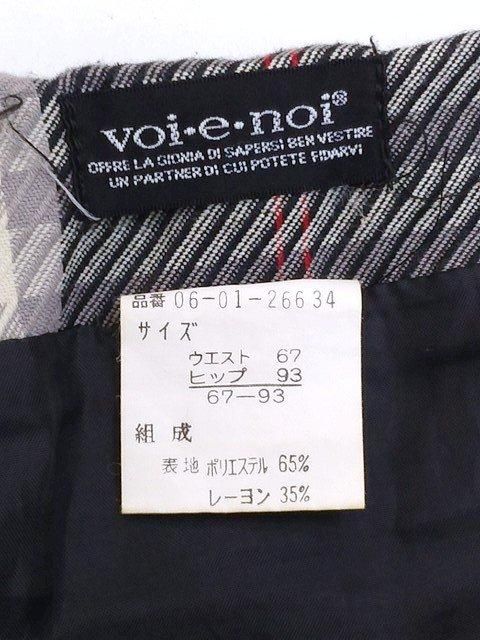 voi·e·noi®
OFFRE LA GIONIA DI SAPERSI BEN VESTIRE
UN PARTNER DI CUI POTETE FIDARVI
品番 06-01-26634
サイズ
ウエスト 67
ヒップ 93
67-93
組成
表地 ポリエステル 65%
レーヨン 35%